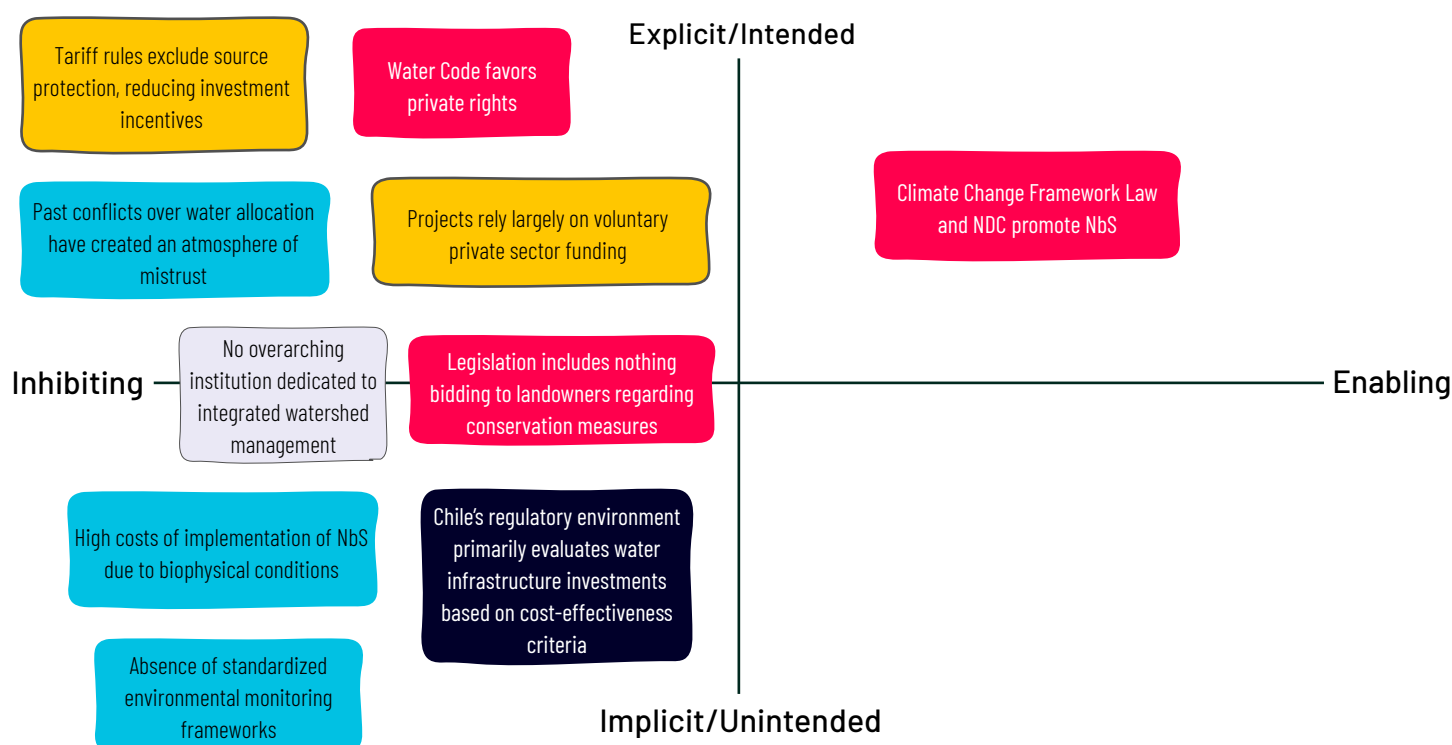 Explicit/Intended
Tariff rules exclude source
protection, reducing investment
incentives
Water Code favors
private rights
Climate Change Framework Law
and NDC promote NbS
Past conflicts over water allocation
have created an atmosphere of
mistrust
Projects rely largely on voluntary
private sector funding
Inhibiting
No overarching
institution dedicated to
integrated watershed
management
Legislation includes nothing
bidding to landowners regarding
conservation measures
Enabling
High costs of implementation of NbS
due to biophysical conditions
Chile’s regulatory environment
primarily evaluates water
infrastructure investments
based on cost-effectiveness
criteria
Absence of standardized
environmental monitoring
frameworks
Implicit/Unintended